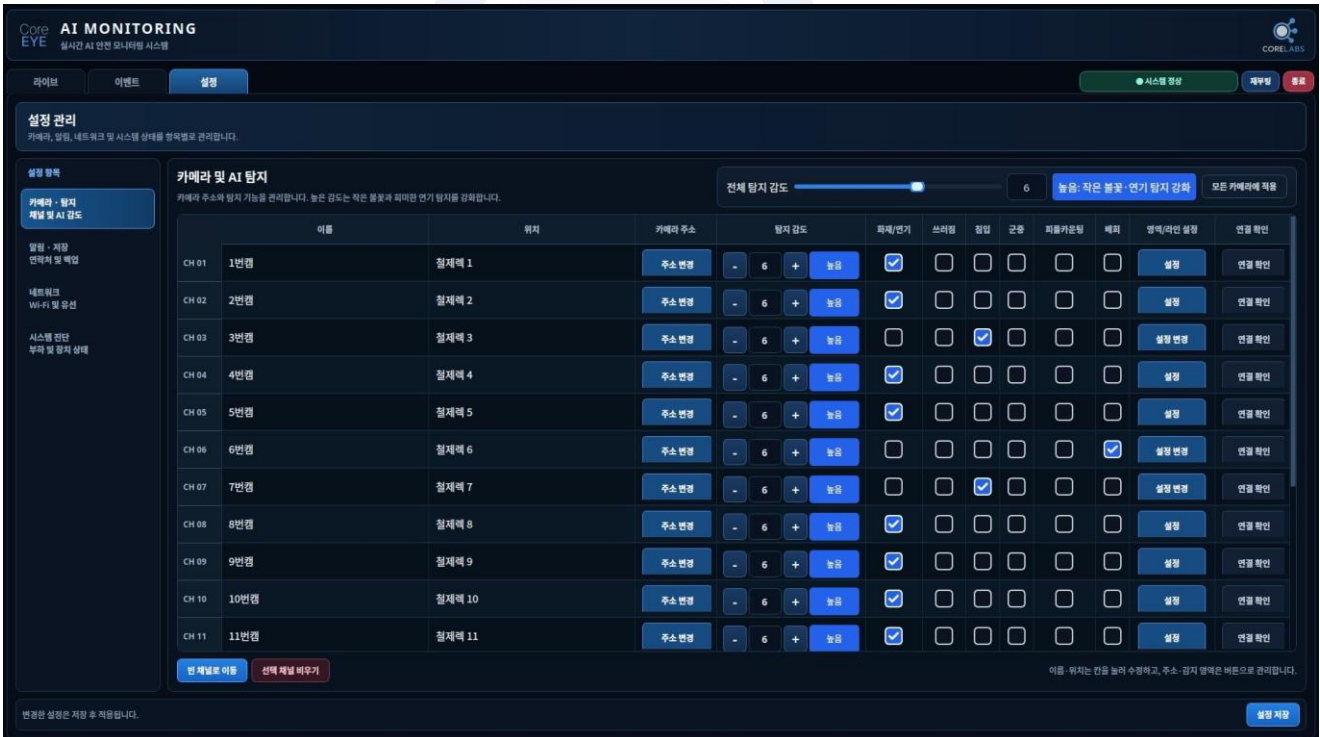 Core EYE AI MONITORING
실시간 AI 안전 모니터링 시스템
CORELABS
라이브 이벤트 설정 시스템 정상 재부팅 종료
설정 관리
카메라, 알림, 네트워크 및 시스템 상태를 항목별로 관리합니다.
설정 항목
카메라 · 탐지
채널 및 AI 감도
알림 · 저장
연락처 및 백업
네트워크
Wi-Fi 및 유선
시스템 진단
부하 및 장치 상태
카메라 및 AI 탐지
카메라 주소와 탐지 기능을 관리합니다. 높은 감도는 작은 불꽃과 희미한 연기 탐지를 강화합니다.
전체 탐지 감도 6 높음: 작은 불꽃·연기 탐지 강화 모든 카메라에 적용
이름 위치 카메라 주소 탐지 감도 화재/연기 쓰러짐 침입 군중 피플카운팅 배회 영역/라인 설정 연결 확인
CH 01 1번캠 철제렉 1 주소 변경 - 6 + 높음 설정 연결 확인
CH 02 2번캠 철제렉 2 주소 변경 - 6 + 높음 설정 연결 확인
CH 03 3번캠 철제렉 3 주소 변경 - 6 + 높음 설정 변경 연결 확인
CH 04 4번캠 철제렉 4 주소 변경 - 6 + 높음 설정 연결 확인
CH 05 5번캠 철제렉 5 주소 변경 - 6 + 높음 설정 연결 확인
CH 06 6번캠 철제렉 6 주소 변경 - 6 + 높음 설정 변경 연결 확인
CH 07 7번캠 철제렉 7 주소 변경 - 6 + 높음 설정 변경 연결 확인
CH 08 8번캠 철제렉 8 주소 변경 - 6 + 높음 설정 연결 확인
CH 09 9번캠 철제렉 9 주소 변경 - 6 + 높음 설정 연결 확인
CH 10 10번캠 철제렉 10 주소 변경 - 6 + 높음 설정 연결 확인
CH 11 11번캠 철제렉 11 주소 변경 - 6 + 높음 설정 연결 확인
빈 채널로 이동 선택 채널 비우기 이름·위치는 칸을 눌러 수정하고, 주소·감지 영역은 버튼으로 관리합니다.
변경한 설정은 저장 후 적용됩니다. 설정 저장